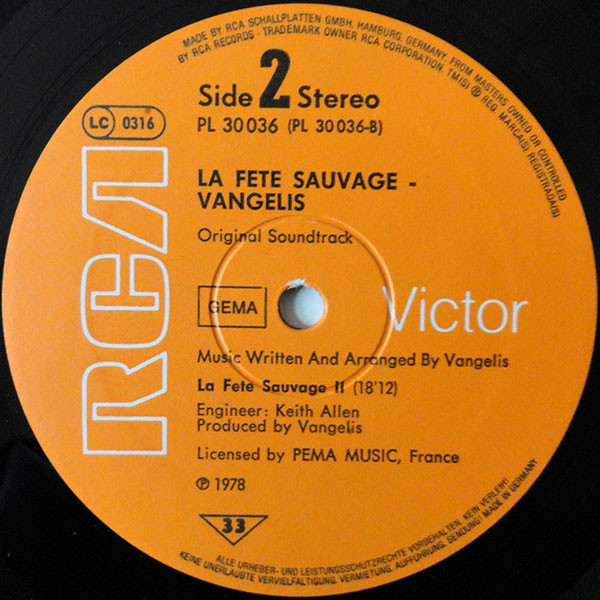 MADE BY RCA SCHALLPLATTEN GMBH, HAMBURG, GERMANY, FROM MASTERS OWNED OR CONTROLLED
BY RCA RECORDS · TRADEMARK OWNER RCA CORPORATION. TM(S) ® REG. MARCA(S) REGISTRADA(S)
Side 2 Stereo
LC 0316
PL 30036 (PL 30036-B)
RCA
LA FETE SAUVAGE -
VANGELIS
Original Soundtrack
GEMA
Victor
Music Written And Arranged By Vangelis
La Fete Sauvage II (18'12)
Engineer: Keith Allen
Produced by Vangelis
Licensed by PEMA MUSIC, France
℗ 1978
33
ALLE URHEBER- UND LEISTUNGSSCHUTZRECHTE VORBEHALTEN. KEIN VERLEIH!
KEINE UNERLAUBTE VERVIELFÄLTIGUNG, VERMIETUNG, AUFFÜHRUNG, SENDUNG! MADE IN GERMANY